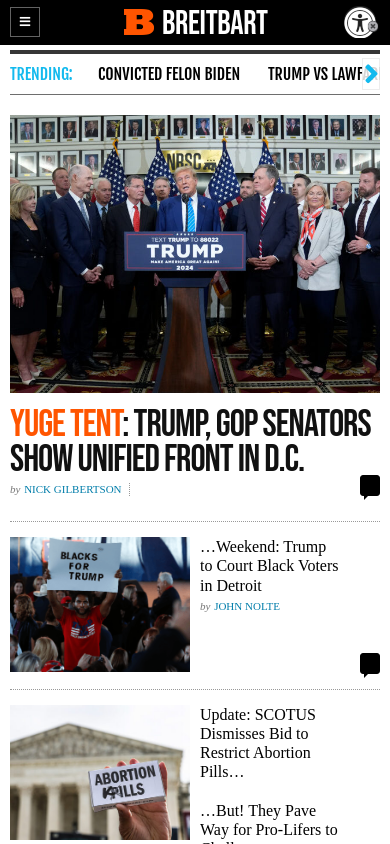 BREITBART
TRENDING:
CONVICTED FELON BIDEN
TRUMP VS LAWF
NRSC
TEXT TRUMP TO 88022
TRUMP
MAKE AMERICA GREAT AGAIN!
2024
YUGE TENT: TRUMP, GOP SENATORS
SHOW UNIFIED FRONT IN D.C.
by NICK GILBERTSON
BLACKS
FOR
TRUMP
…Weekend: Trump
to Court Black Voters
in Detroit
by JOHN NOLTE
ABORTION
PILLS
Update: SCOTUS
Dismisses Bid to
Restrict Abortion
Pills…
…But! They Pave
Way for Pro-Lifers to